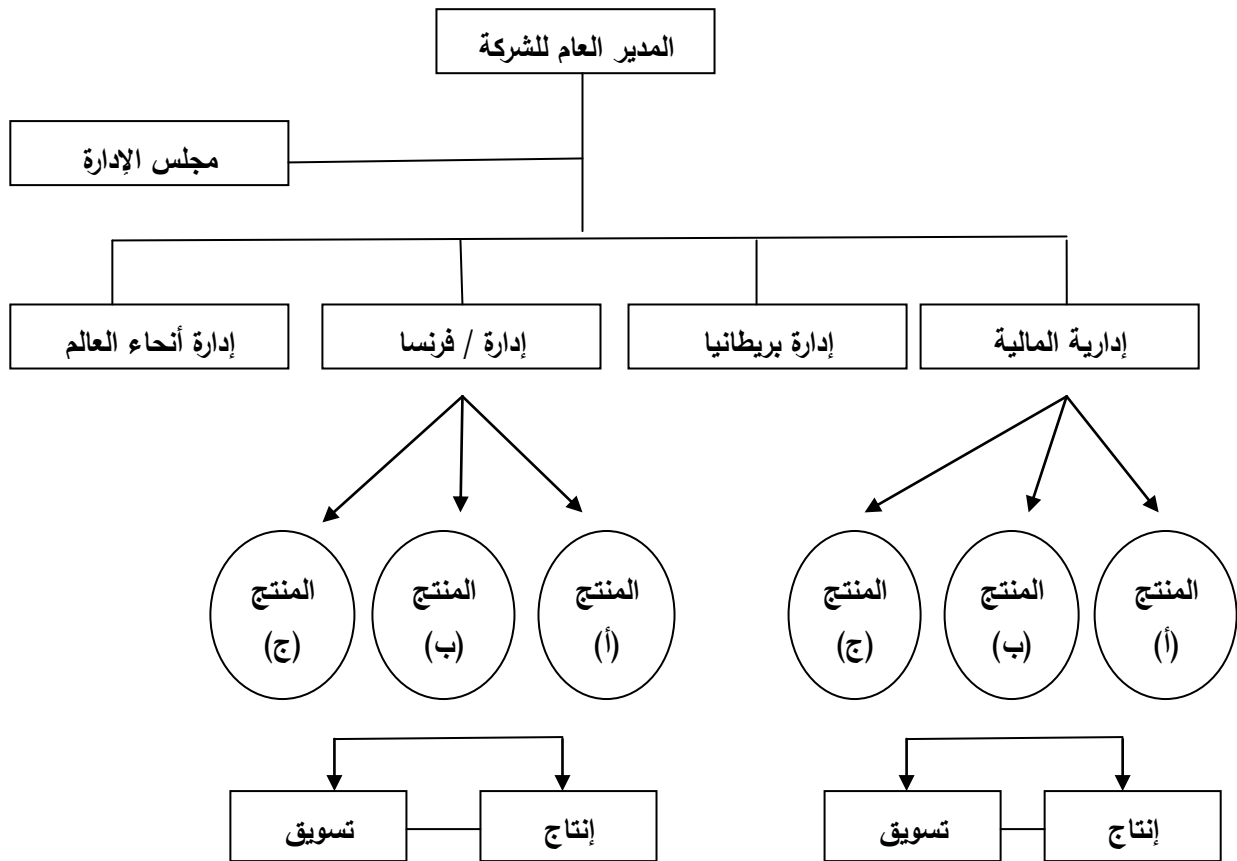 المدير العام للشركة
مجلس الإدارة
إدارية المالية
إدارة بريطانيا
إدارة / فرنسا
إدارة أنحاء العالم
المنتج
(أ)
المنتج
(ب)
المنتج
(ج)
المنتج
(أ)
المنتج
(ب)
المنتج
(ج)
إنتاج
تسويق
إنتاج
تسويق